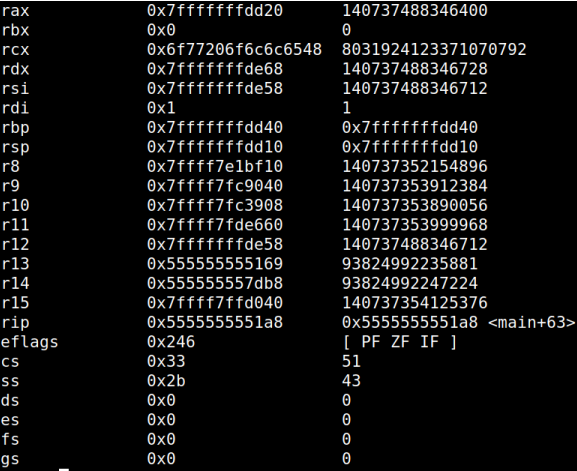 rax 0x7fffffffdd20 140737488346400
rbx 0x0 0
rcx 0x6f77206f6c6c6548 8031924123371070792
rdx 0x7fffffffde68 140737488346728
rsi 0x7fffffffde58 140737488346712
rdi 0x1 1
rbp 0x7fffffffdd40 0x7fffffffdd40
rsp 0x7fffffffdd10 0x7fffffffdd10
r8 0x7ffff7e1bf10 140737352154896
r9 0x7ffff7fc9040 140737353912384
r10 0x7ffff7fc3908 140737353890056
r11 0x7ffff7fde660 140737353999968
r12 0x7fffffffde58 140737488346712
r13 0x555555555169 93824992235881
r14 0x555555557db8 93824992247224
r15 0x7ffff7ffd040 140737354125376
rip 0x5555555551a8 0x5555555551a8 <main+63>
eflags 0x246 [ PF ZF IF ]
cs 0x33 51
ss 0x2b 43
ds 0x0 0
es 0x0 0
fs 0x0 0
gs 0x0 0